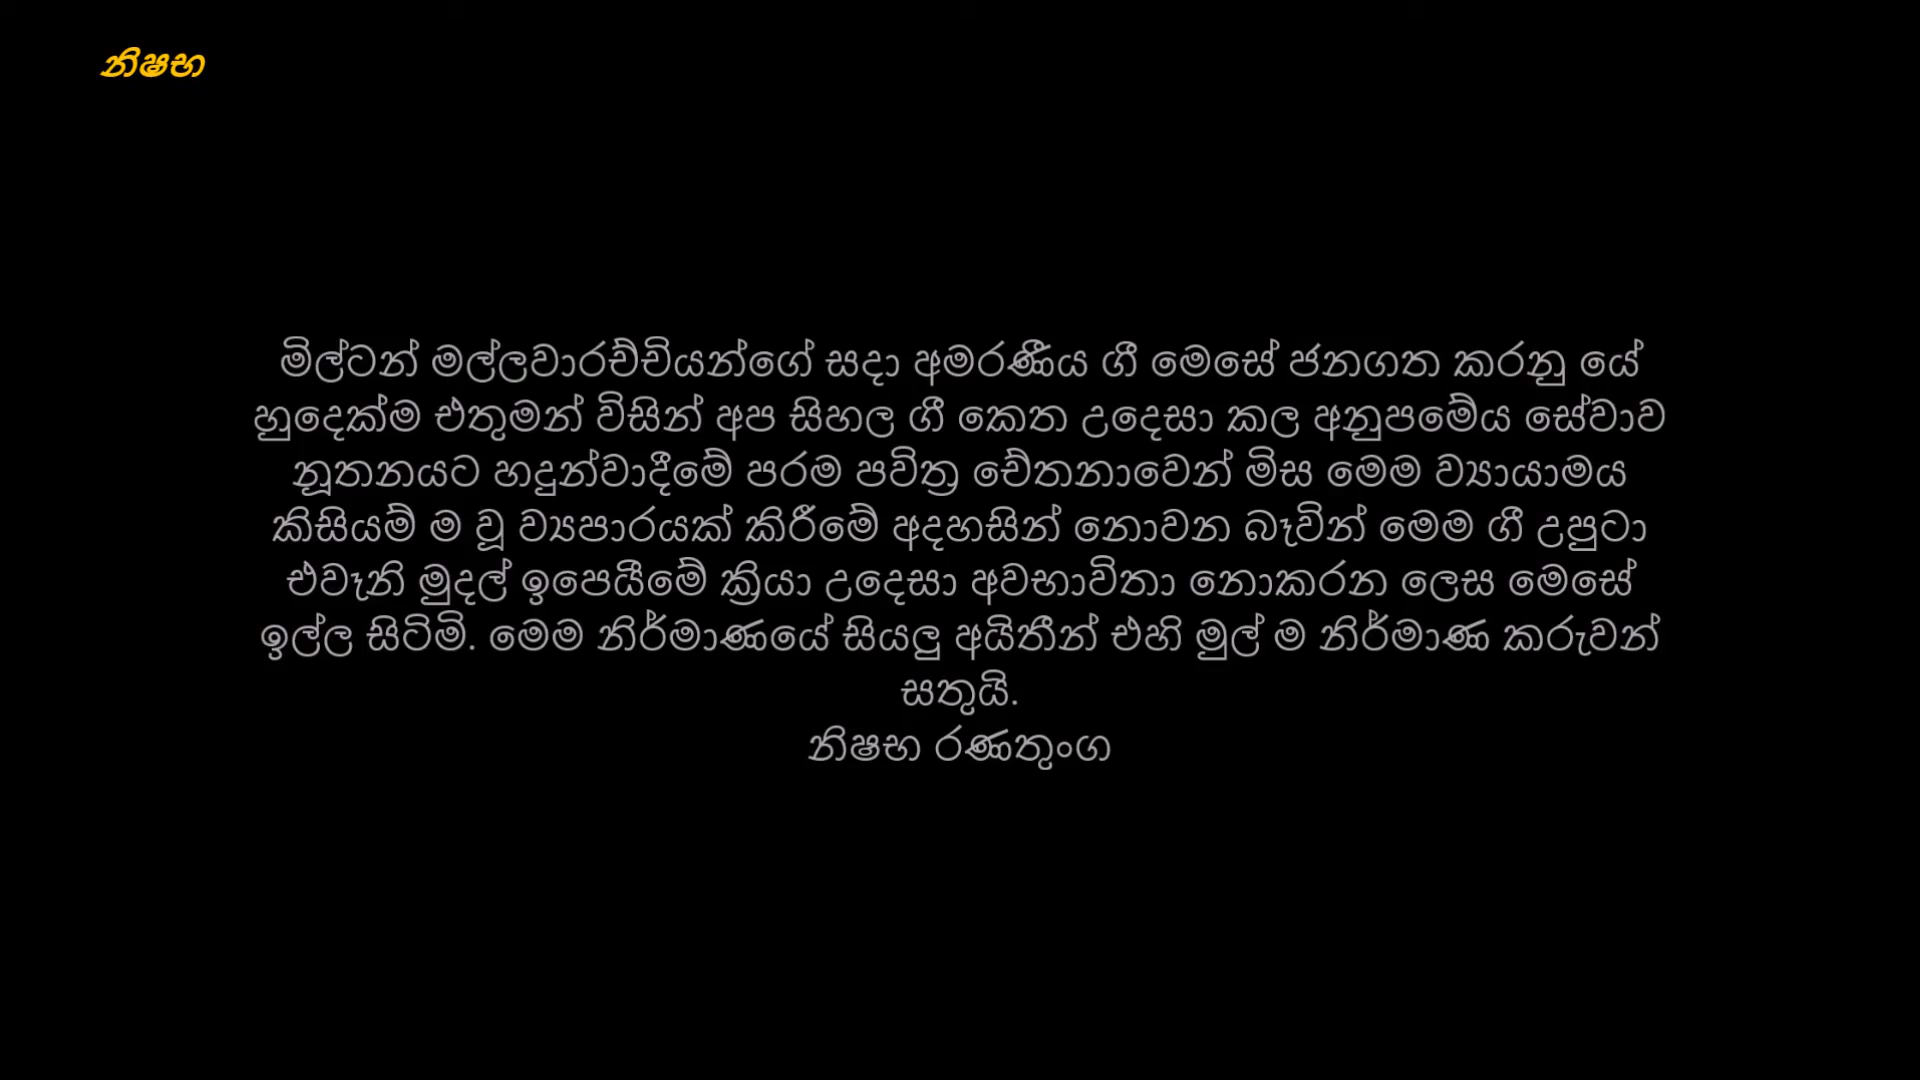 නිෂභ
මිල්ටන් මල්ලවාරච්චියන්ගේ සදා අමරණීය ගී මෙසේ ජනගත කරනු යේ
හුදෙක්ම එතුමන් විසින් අප සිහල ගී කෙත උදෙසා කල අනුපමේය සේවාව
නූතනයට හදුන්වාදීමේ පරම පවිත්‍ර චේතනාවෙන් මිස මෙම ව්‍යායාමය
කිසියම් ම වූ ව්‍යපාරයක් කිරීමේ අදහසින් නොවන බැවින් මෙම ගී උපුටා
එවැනි මුදල් ඉපෙයීමේ ක්‍රියා උදෙසා අවභාවිතා නොකරන ලෙස මෙසේ
ඉල්ල සිටිමි. මෙම නිර්මාණයේ සියලු අයිතීන් එහි මුල් ම නිර්මාණ කරුවන්
සතුයි.
නිෂභ රණතුංග